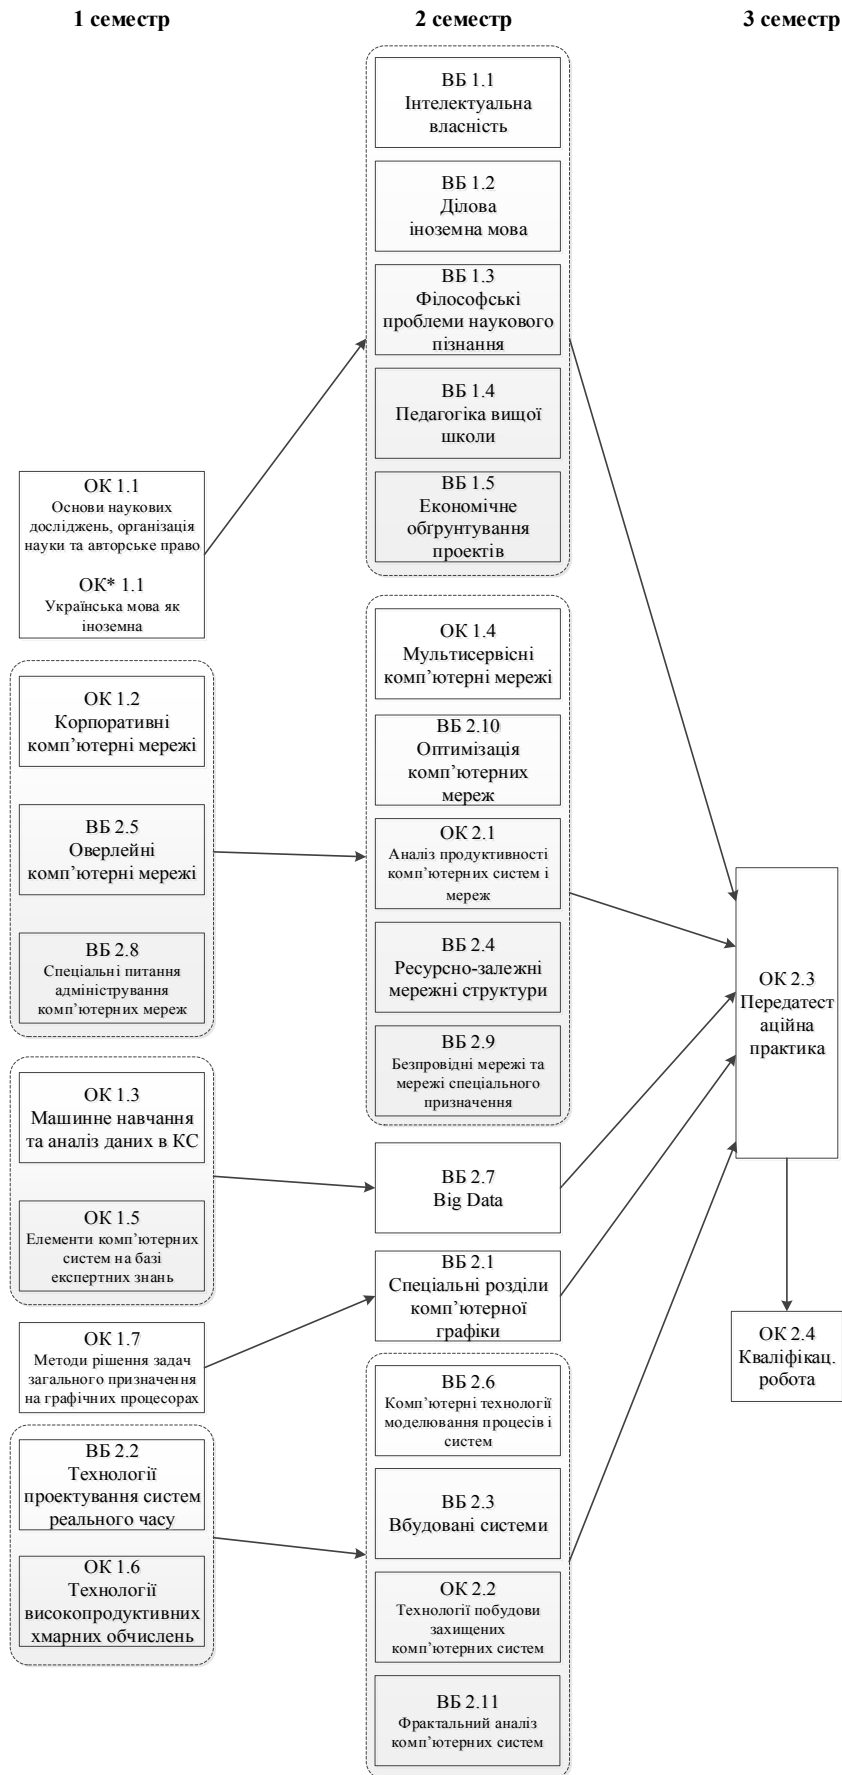 1 семестр
2 семестр
3 семестр
ВБ 1.1
Інтелектуальна
власність
ВБ 1.2
Ділова
іноземна мова
ВБ 1.3
Філософські
проблеми наукового
пізнання
ВБ 1.4
Педагогіка вищої
школи
ВБ 1.5
Економічне
обґрунтування
проектів
ОК 1.1
Основи наукових
досліджень, організація
науки та авторське право
ОК* 1.1
Українська мова як
іноземна
ОК 1.2
Корпоративні
комп’ютерні мережі
ВБ 2.5
Оверлейні
комп’ютерні мережі
ВБ 2.8
Спеціальні питання
адміністрування
комп’ютерних мереж
ОК 1.4
Мультисервісні
комп’ютерні мережі
ВБ 2.10
Оптимізація
комп’ютерних
мереж
ОК 2.1
Аналіз продуктивності
комп’ютерних систем і
мереж
ВБ 2.4
Ресурсно-залежні
мережні структури
ВБ 2.9
Безпровідні мережі та
мережі спеціального
призначення
ОК 1.3
Машинне навчання
та аналіз даних в КС
ОК 1.5
Елементи комп’ютерних
систем на базі
експертних знань
ВБ 2.7
Big Data
ОК 1.7
Методи рішення задач
загального призначення
на графічних процесорах
ВБ 2.1
Спеціальні розділи
комп’ютерної
графіки
ВБ 2.2
Технології
проектування систем
реального часу
ОК 1.6
Технології
високопродуктивних
хмарних обчислень
ВБ 2.6
Комп’ютерні технології
моделювання процесів і
систем
ВБ 2.3
Вбудовані системи
ОК 2.2
Технології побудови
захищених
комп’ютерних систем
ВБ 2.11
Фрактальний аналіз
комп’ютерних систем
ОК 2.3
Передатест
аційна
практика
ОК 2.4
Кваліфікац.
робота